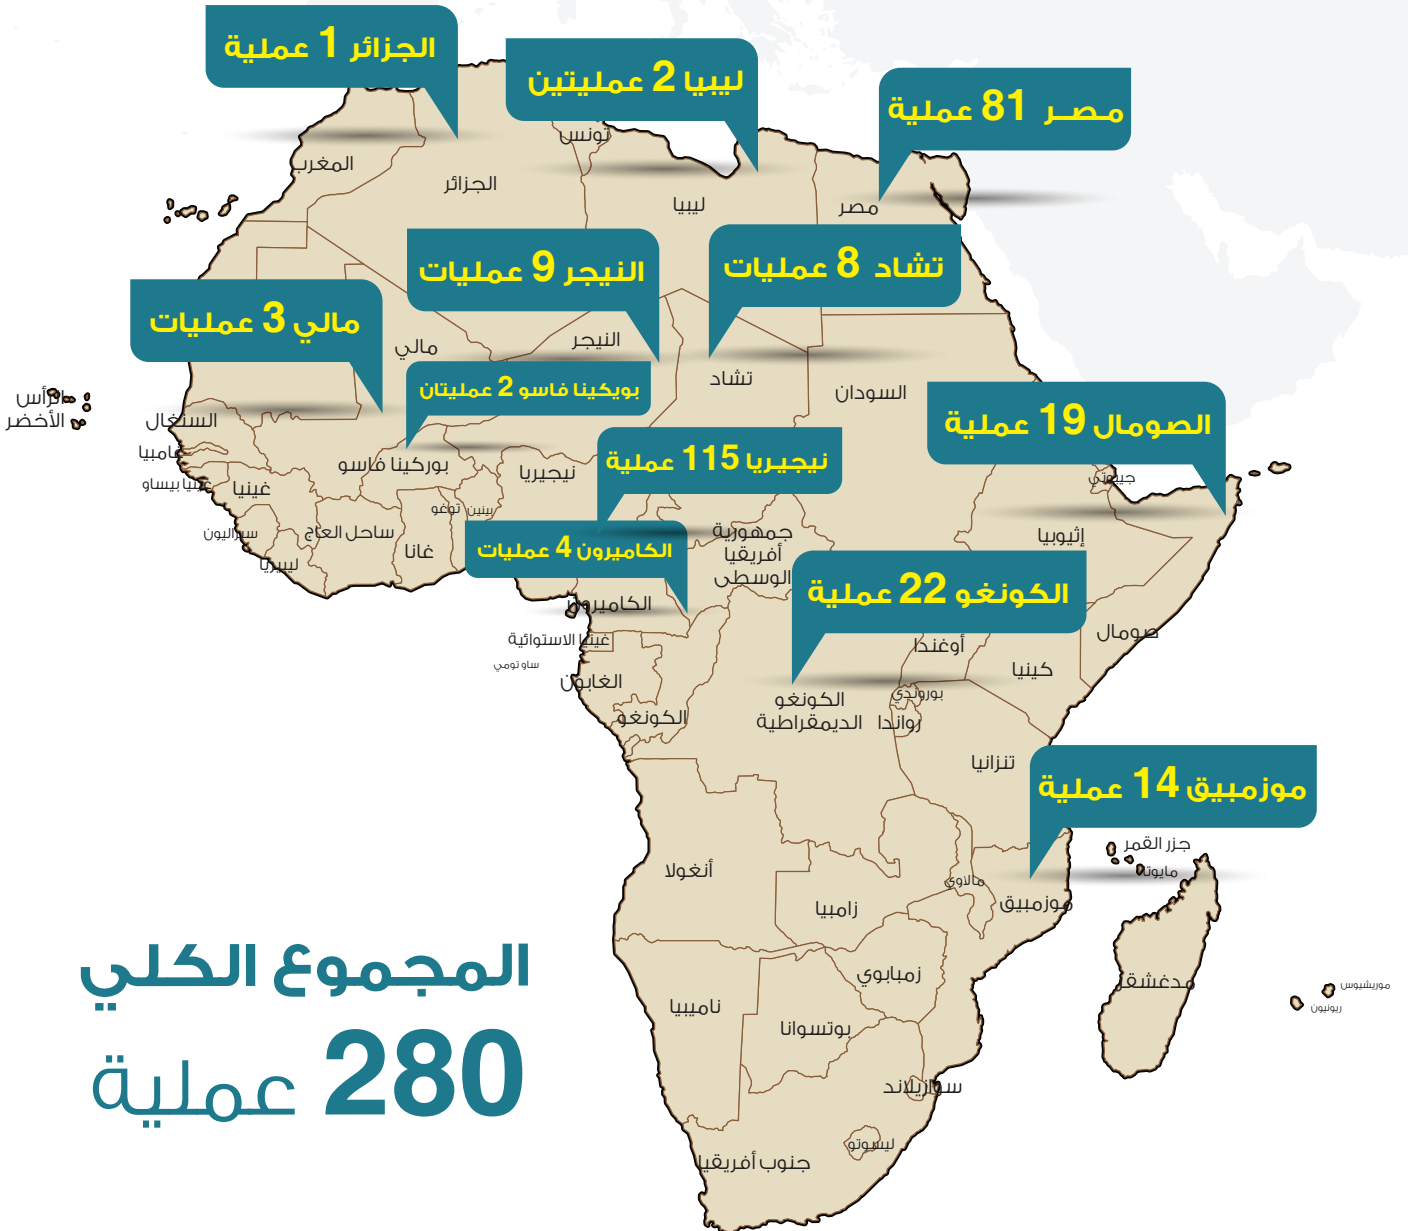 الجزائر 1 عملية
ليبيا 2 عمليتين
مـصــر 81 عملية
تونس
المغرب
الجزائر
ليبيا
مصر
النيجر 9 عمليات
تشاد 8 عمليات
مالي 3 عمليات
النيجر
مالي
تشاد
السودان
بويكينا فاسو 2 عمليتان
الرأس
الأخضر
السنغال
الصومال 19 عملية
غامبيا
بوركينا فاسو
نيجيريا
نيجيريا 115 عملية
جيبوتي
غينيا بيساو
غينيا
توغو
بينين
سيراليون
ساحل العاج
غانا
ليبيريا
الكاميرون 4 عمليات
جمهورية
أفريقيا
الوسطى
إثيوبيا
الكونغو 22 عملية
الكاميرون
غينيا الاستوائية
ساو تومي
أوغندا
صومال
كينيا
الغابون
الكونغو
الكونغو
الديمقراطية
بوروندي
رواندا
تنزانيا
موزمبيق 14 عملية
جزر القمر
مايوتا
أنغولا
مالاوي
زامبيا
موزمبيق
زمبابوي
مدغشقر
موريشيوس
ريونيون
ناميبيا
بوتسوانا
سوازيلاند
ليسوتو
جنوب أفريقيا
المجموع الكلي
280 عملية